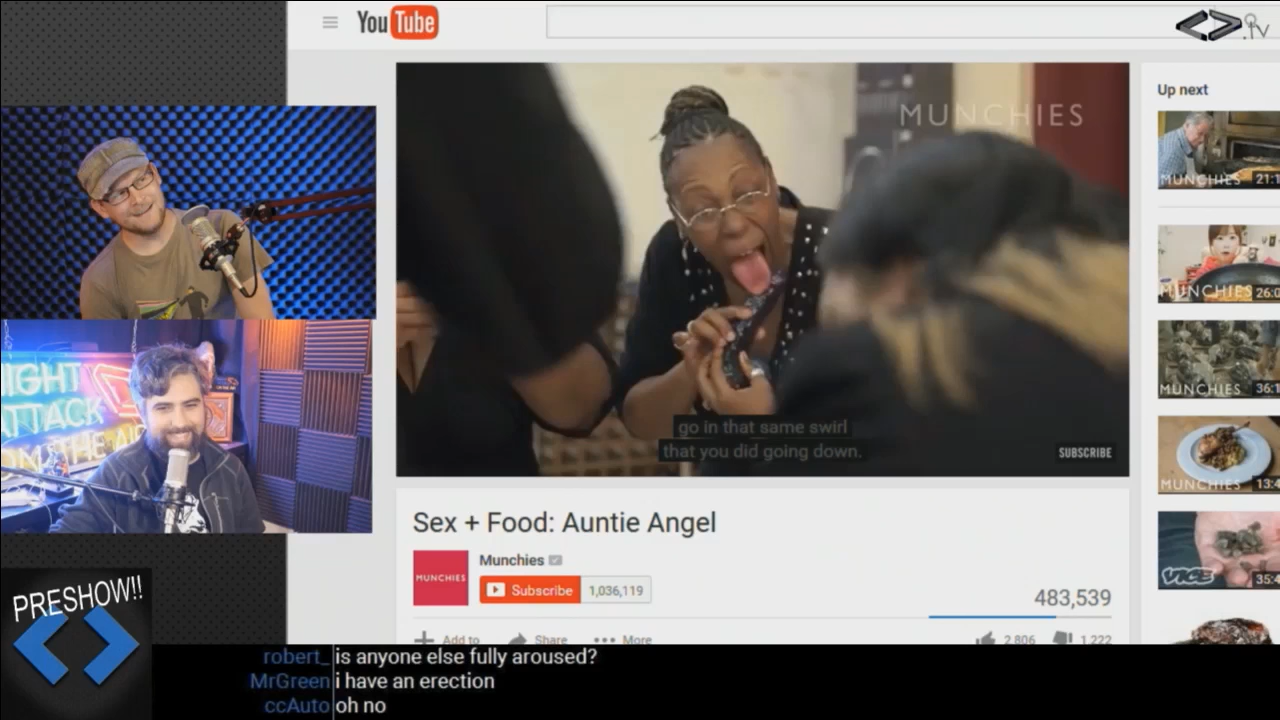 YouTube
.tv
Up next
MUNCHIES
MUNCHIES
21:1
MUNCHIES
26:0
MUNCHIES
36:1
MUNCHIES
13:4
VICE
35:4
go in that same swirl
that you did going down.
SUBSCRIBE
Sex + Food: Auntie Angel
Munchies
MUNCHIES
Subscribe
1,036,119
483,539
Add to
Share
More
2,806
1,222
IGHT
ATTACK
ON THE AIR
PRESHOW!!
robert_ is anyone else fully aroused?
MrGreen i have an erection
ccAuto oh no